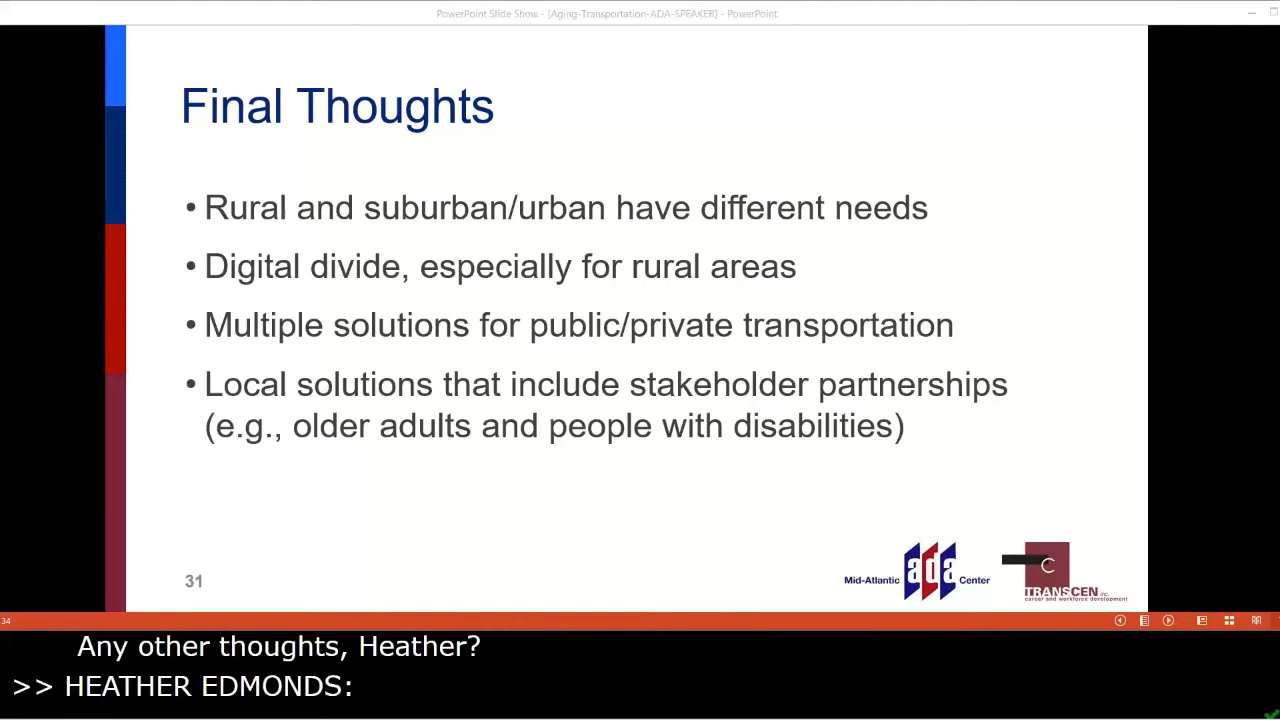 PowerPoint Slide Show - [Aging-Transportation-ADA-SPEAKER] - PowerPoint
Final Thoughts
• Rural and suburban/urban have different needs
• Digital divide, especially for rural areas
• Multiple solutions for public/private transportation
• Local solutions that include stakeholder partnerships
(e.g., older adults and people with disabilities)
31
Mid-Atlantic ada Center
C
TRANSCEN inc.
career and workforce development
34
Any other thoughts, Heather?
>> HEATHER EDMONDS: